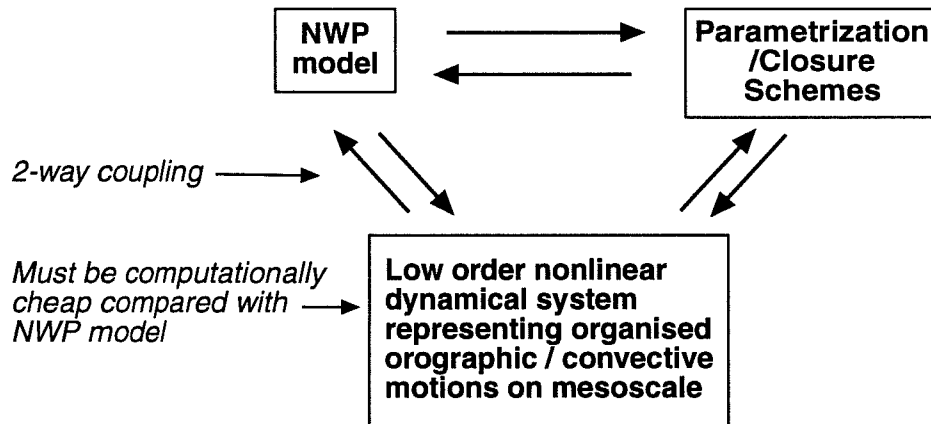 NWP
model
Parametrization
/Closure
Schemes
2-way coupling
Must be computationally
cheap compared with
NWP model
Low order nonlinear
dynamical system
representing organised
orographic / convective
motions on mesoscale